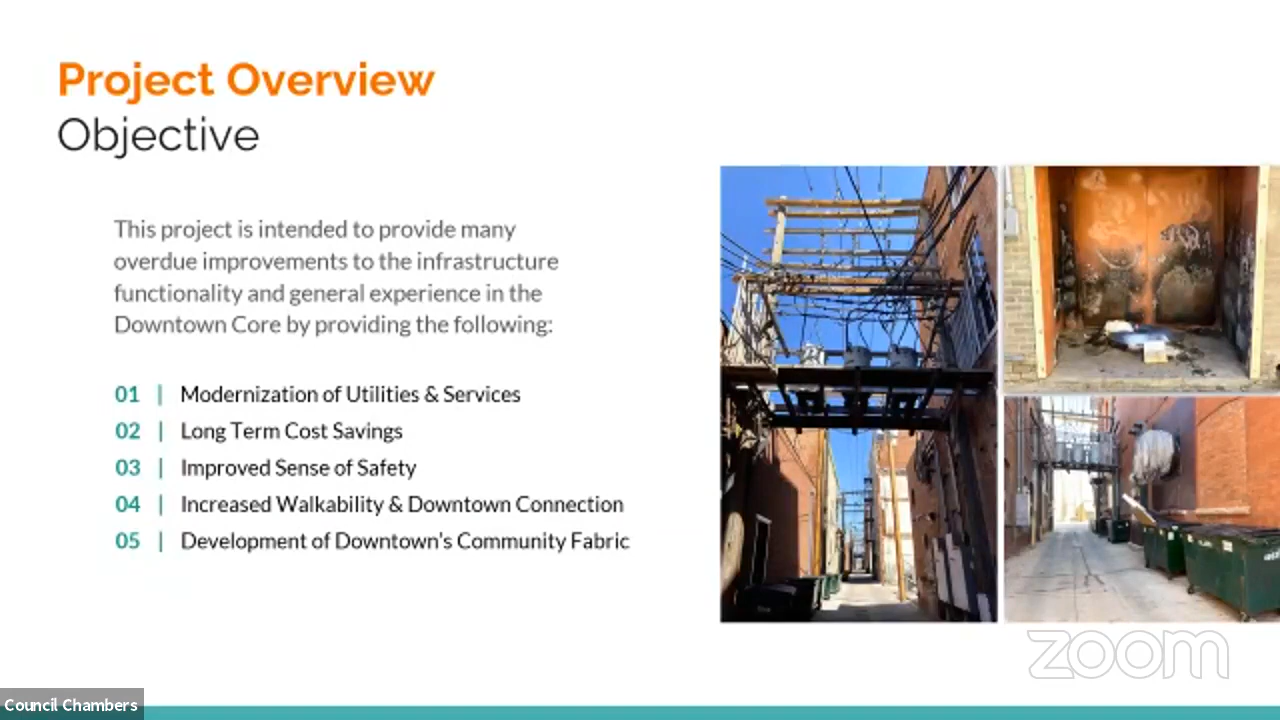 Project Overview
Objective
This project is intended to provide many
overdue improvements to the infrastructure
functionality and general experience in the
Downtown Core by providing the following:
01 | Modernization of Utilities & Services
02 | Long Term Cost Savings
03 | Improved Sense of Safety
04 | Increased Walkability & Downtown Connection
05 | Development of Downtown's Community Fabric
zoom
Council Chambers